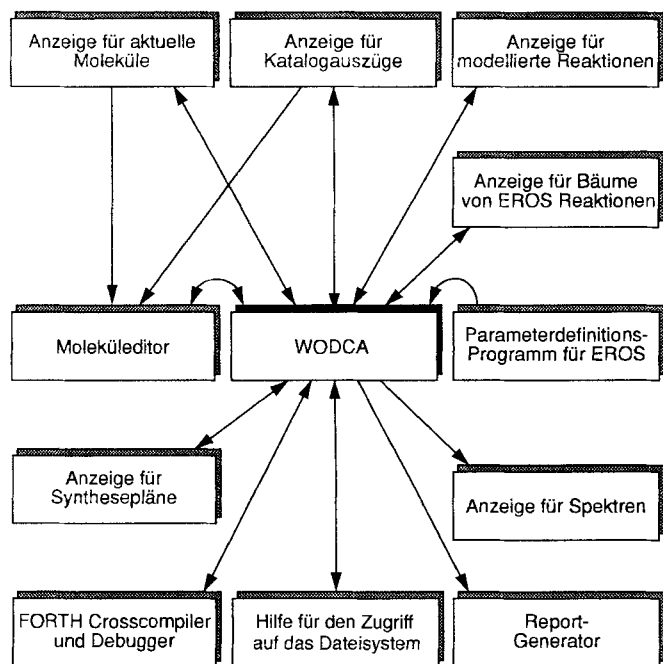 Anzeige für aktuelle
Moleküle
Anzeige für
Katalogauszüge
Anzeige für
modellierte Reaktionen
Anzeige für Bäume
von EROS Reaktionen
Moleküleditor
WODCA
Parameterdefinitions-
Programm für EROS
Anzeige für
Synthesepläne
Anzeige für Spektren
FORTH Crosscompiler
und Debugger
Hilfe für den Zugriff
auf das Dateisystem
Report-
Generator